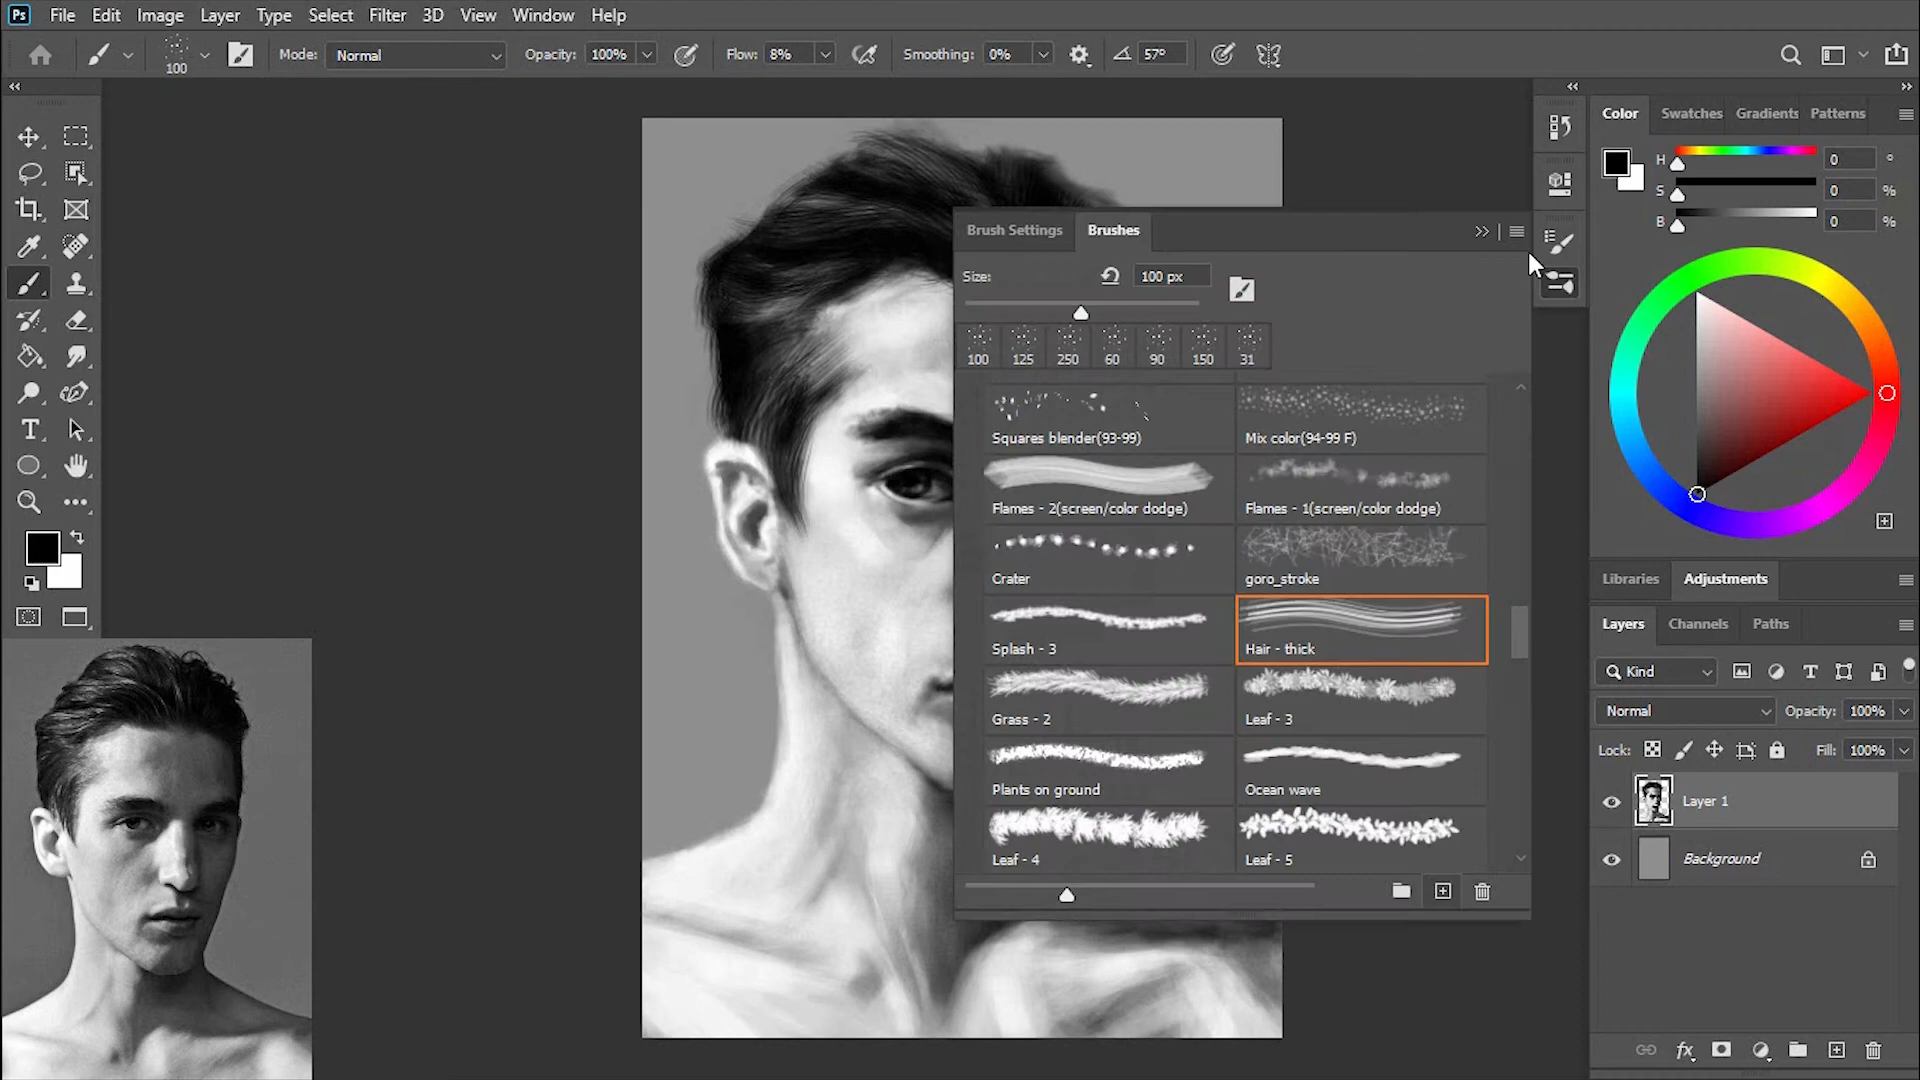 Ps File Edit Image Layer Type Select Filter 3D View Window Help
100 Mode: Normal Opacity: 100% Flow: 8% Smoothing: 0% 57°
Color Swatches Gradients Patterns
H 0 °
S 0 %
B 0 %
Brush Settings Brushes
Size: 100 px
100 125 250 60 90 150 31
Squares blender(93-99) Mix color(94-99 F)
Flames - 2(screen/color dodge) Flames - 1(screen/color dodge)
Crater goro_stroke
Splash - 3 Hair - thick
Grass - 2 Leaf - 3
Plants on ground Ocean wave
Leaf - 4 Leaf - 5
Libraries Adjustments
Layers Channels Paths
Kind
Normal Opacity: 100%
Lock: Fill: 100%
Layer 1
Background
fx